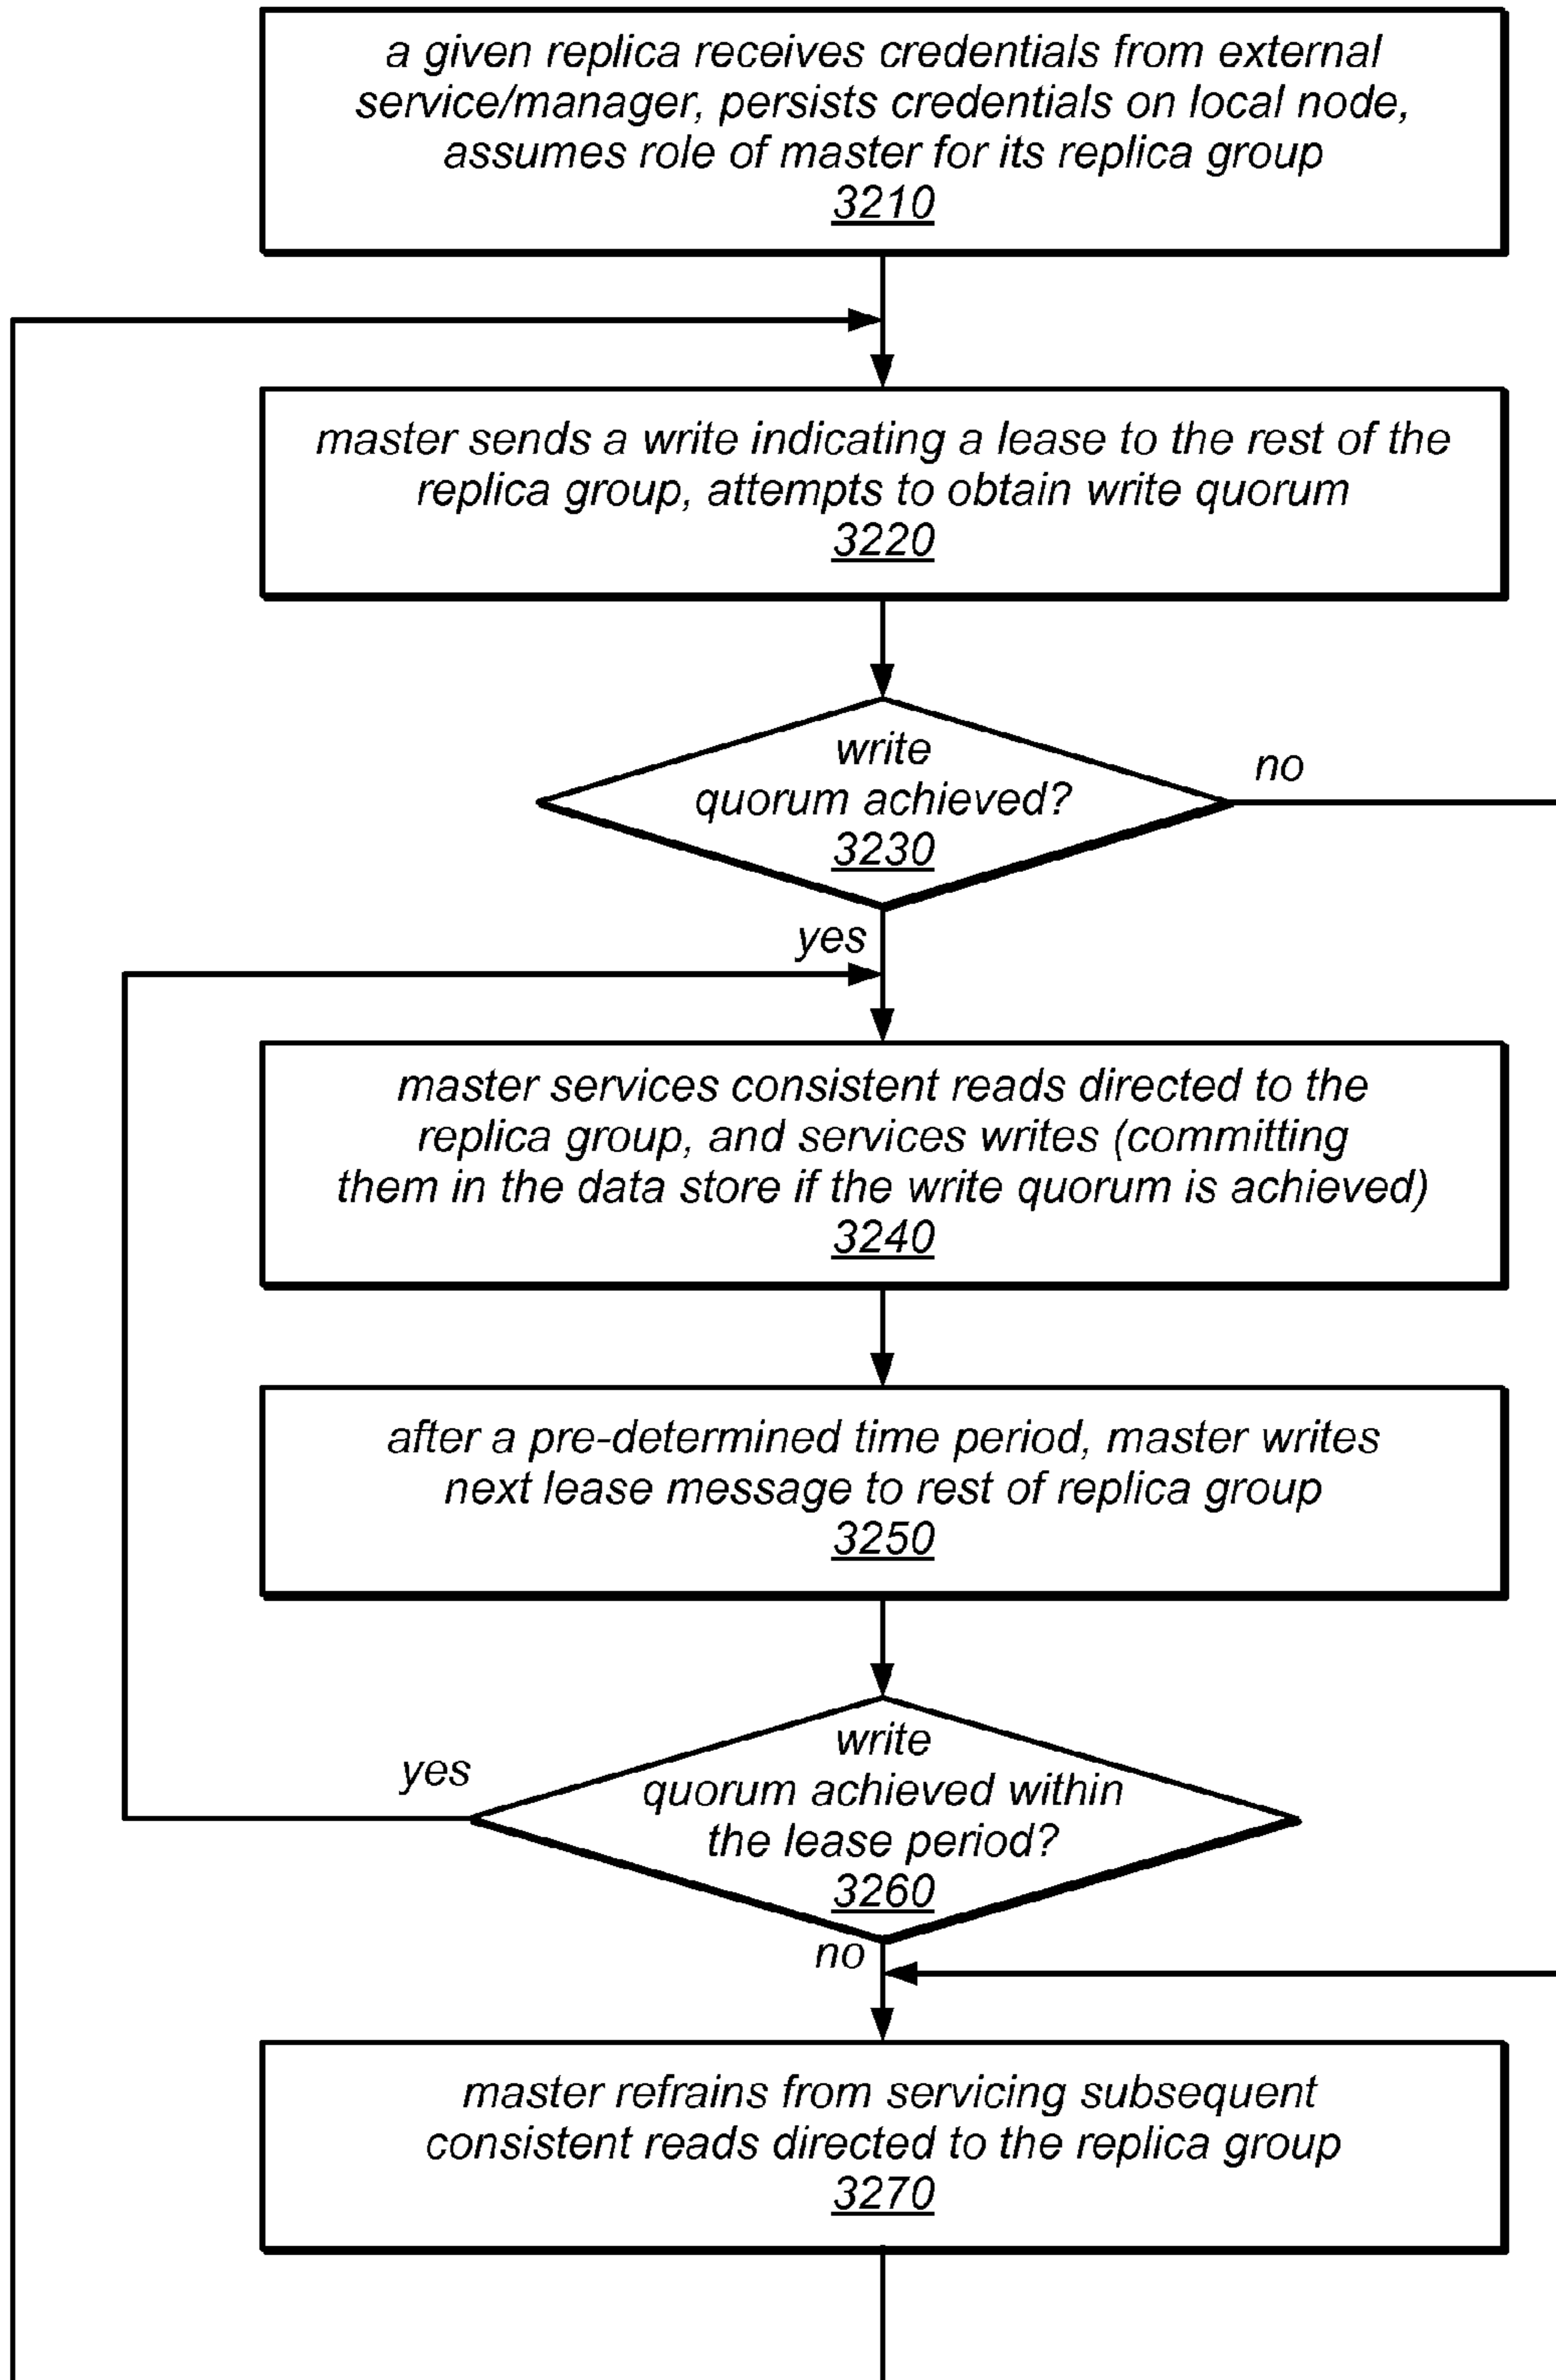 a given replica receives credentials from external
service/manager, persists credentials on local node,
assumes role of master for its replica group
3210
master sends a write indicating a lease to the rest of the
replica group, attempts to obtain write quorum
3220
write
quorum achieved?
3230
no
yes
master services consistent reads directed to the
replica group, and services writes (committing
them in the data store if the write quorum is achieved)
3240
after a pre-determined time period, master writes
next lease message to rest of replica group
3250
write
quorum achieved within
the lease period?
3260
yes
no
master refrains from servicing subsequent
consistent reads directed to the replica group
3270